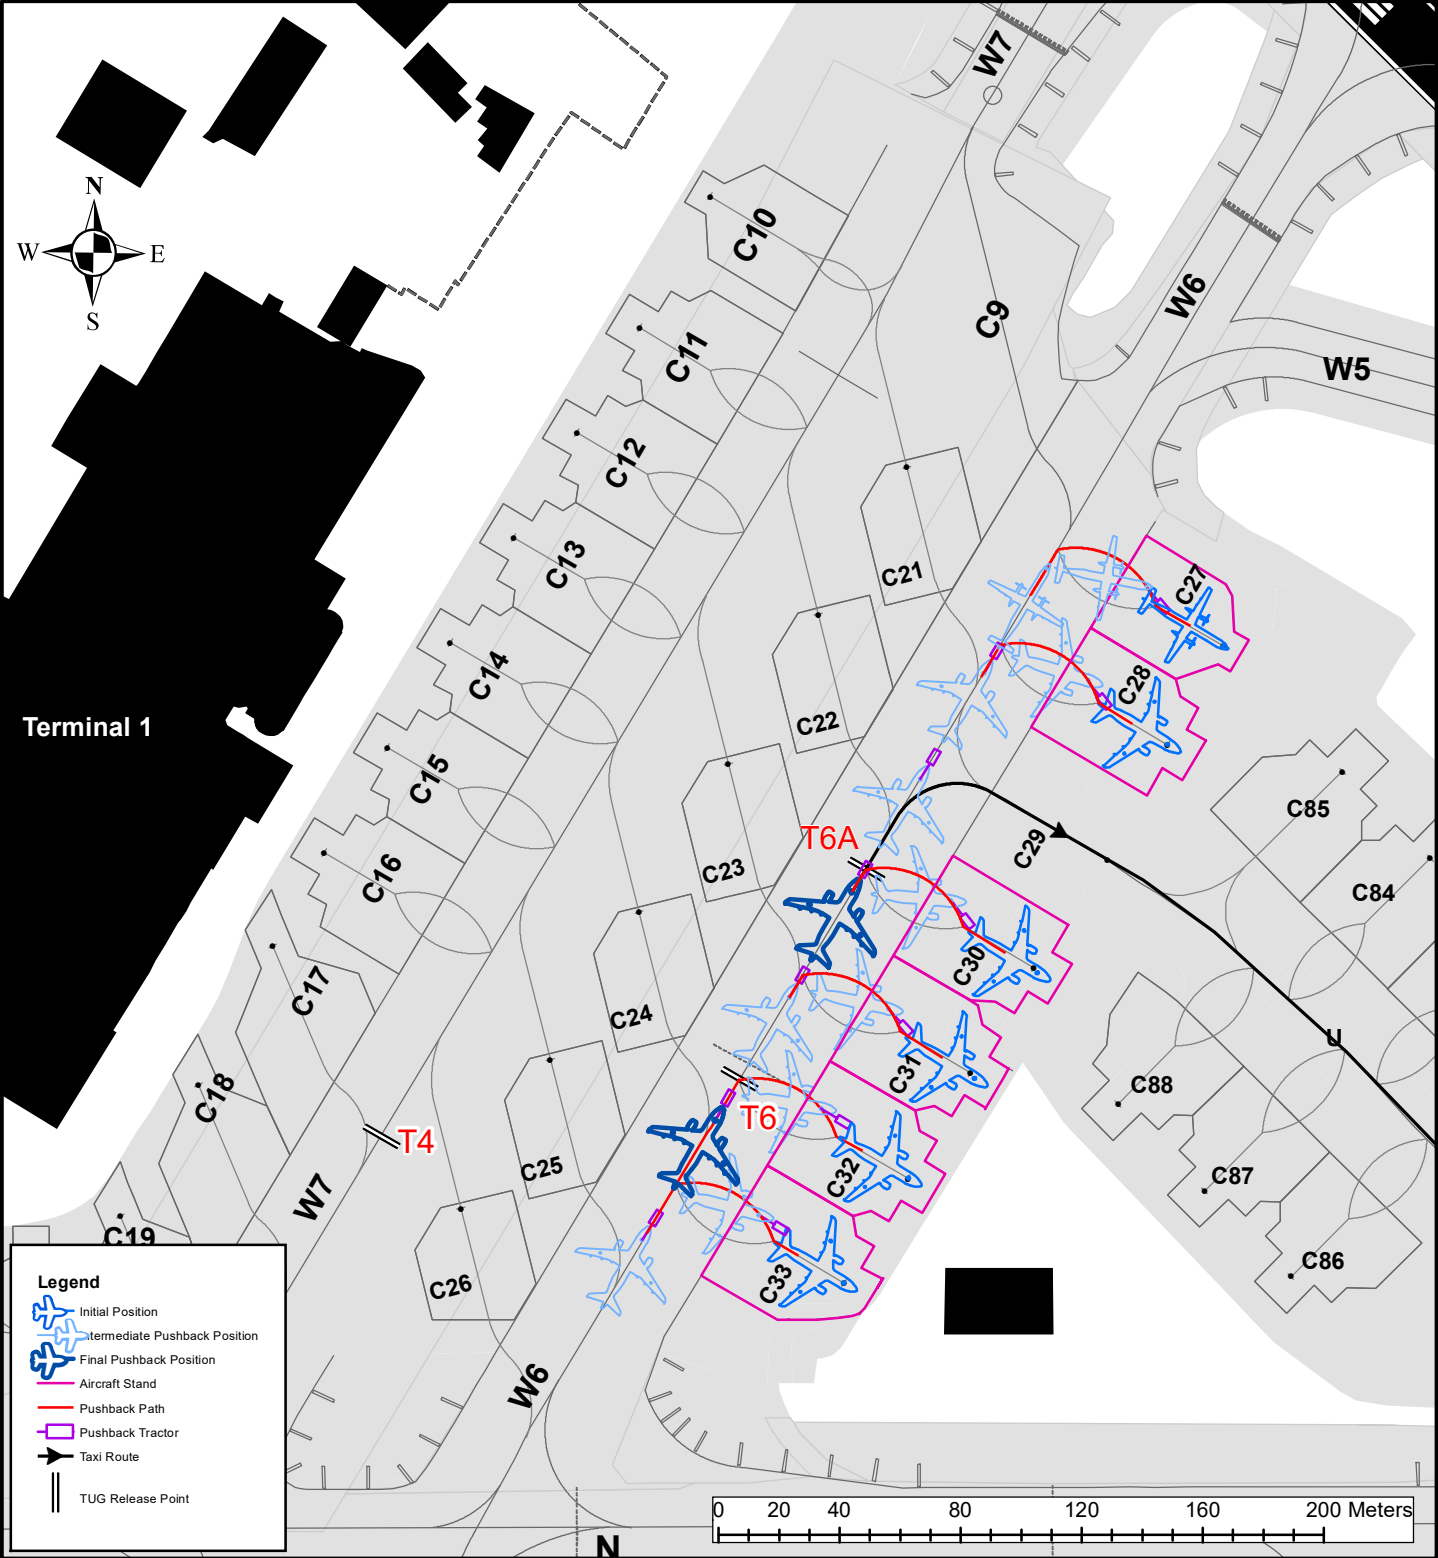 W7
N
W
E
S
C10
W6
C9
C11
W5
C12
C13
C21
C27
C14
C28
C22
Terminal 1
C15
C85
T6A
C29
C16
C23
C84
C30
C17
C24
U
C31
C18
C88
T6
T4
C25
C32
C87
W7
C19
C26
C33
C86
Legend
Initial Position
ntermediate Pushback Position
Final Pushback Position
Aircraft Stand
Pushback Path
Pushback Tractor
Taxi Route
TUG Release Point
W6
0 20 40 80 120 160 200 Meters
N